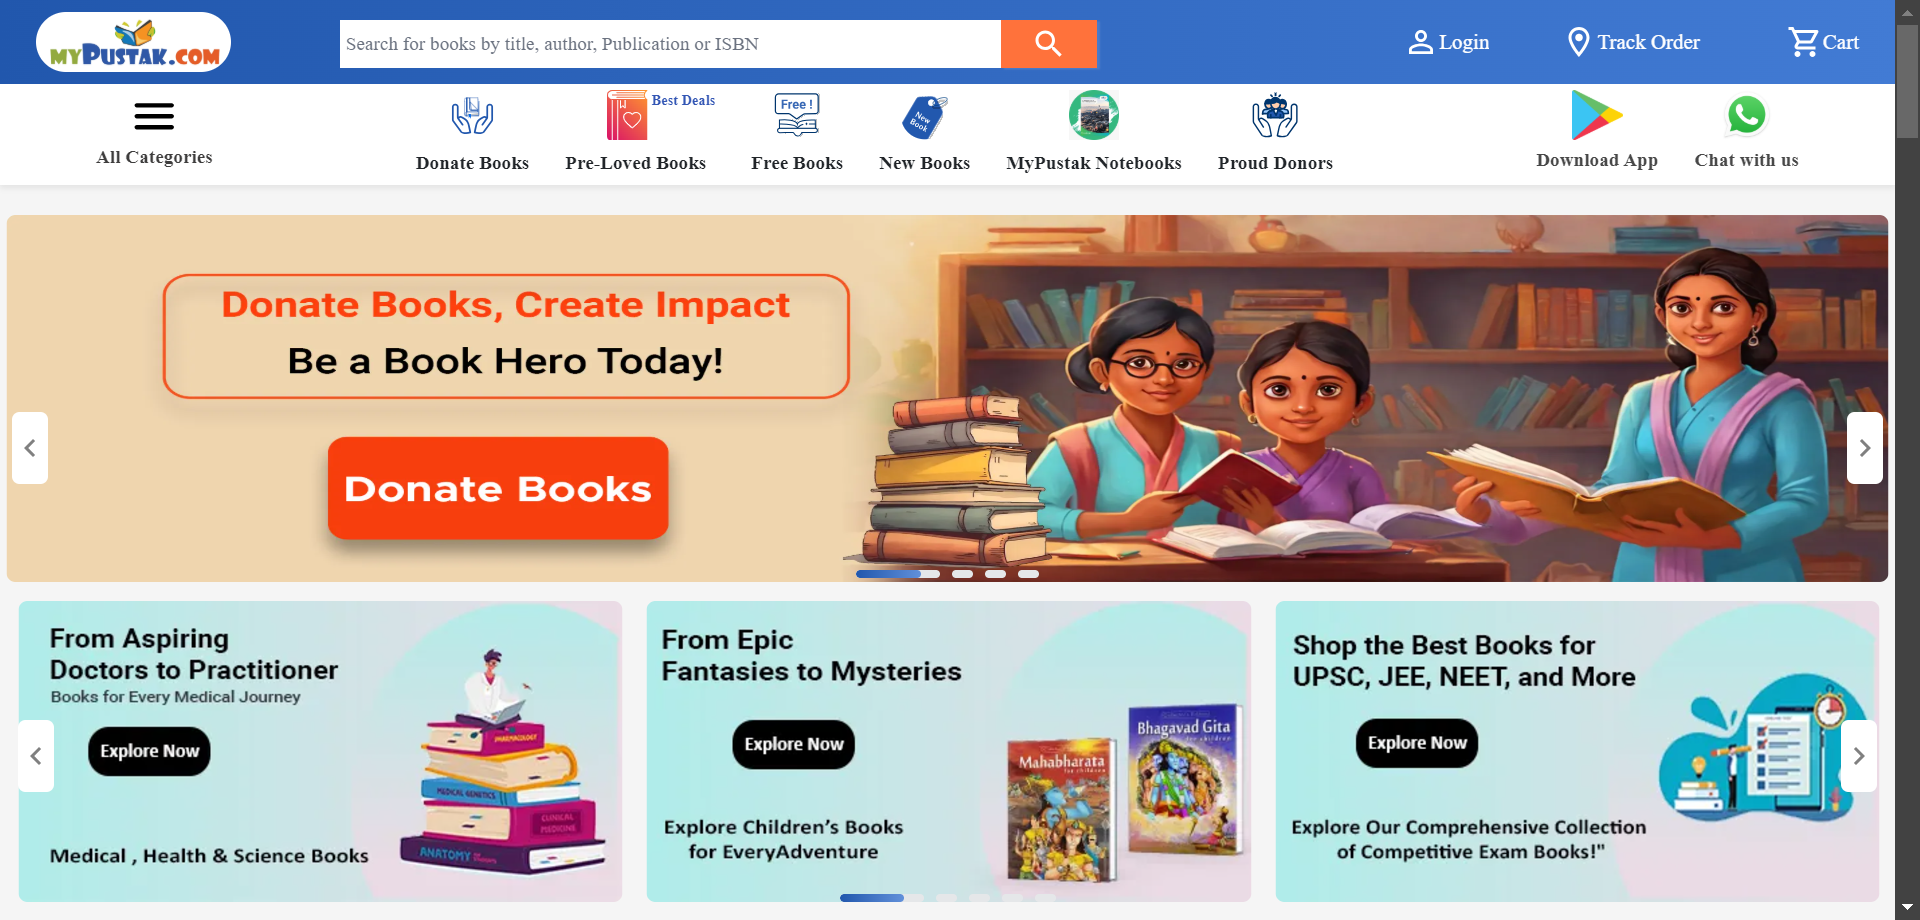 MYPUSTAK.COM
Search for books by title, author, Publication or ISBN
Login
Track Order
Cart
All Categories
Donate Books
Best Deals
Pre-Loved Books
Free !
Free Books
New Book
New Books
MyPustak Notebooks
Proud Donors
Download App
Chat with us
Donate Books, Create Impact
Be a Book Hero Today!
Donate Books
From Aspiring
Doctors to Practitioner
Books for Every Medical Journey
Explore Now
Medical , Health & Science Books
PHARMACOLOGY
MEDICAL GENETICS
CLINICAL
MEDICINE
ANATOMY
From Epic
Fantasies to Mysteries
Explore Now
Explore Children’s Books
for EveryAdventure
Mahabharata
for children
Bhagavad Gita
for children
Shop the Best Books for
UPSC, JEE, NEET, and More
Explore Now
Explore Our Comprehensive Collection
of Competitive Exam Books!"